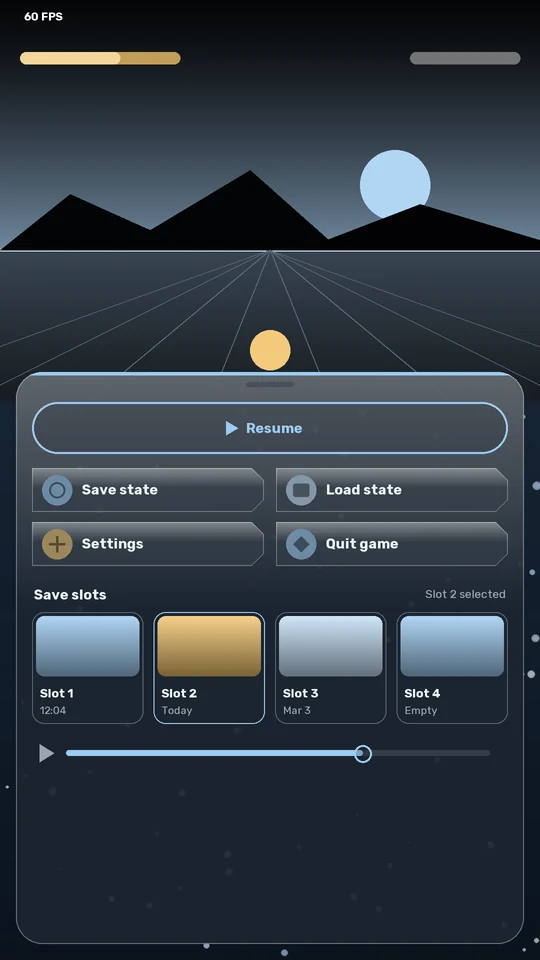 60 FPS
Resume
Save state
Load state
Settings
Quit game
Save slots
Slot 2 selected
Slot 1
12:04
Slot 2
Today
Slot 3
Mar 3
Slot 4
Empty